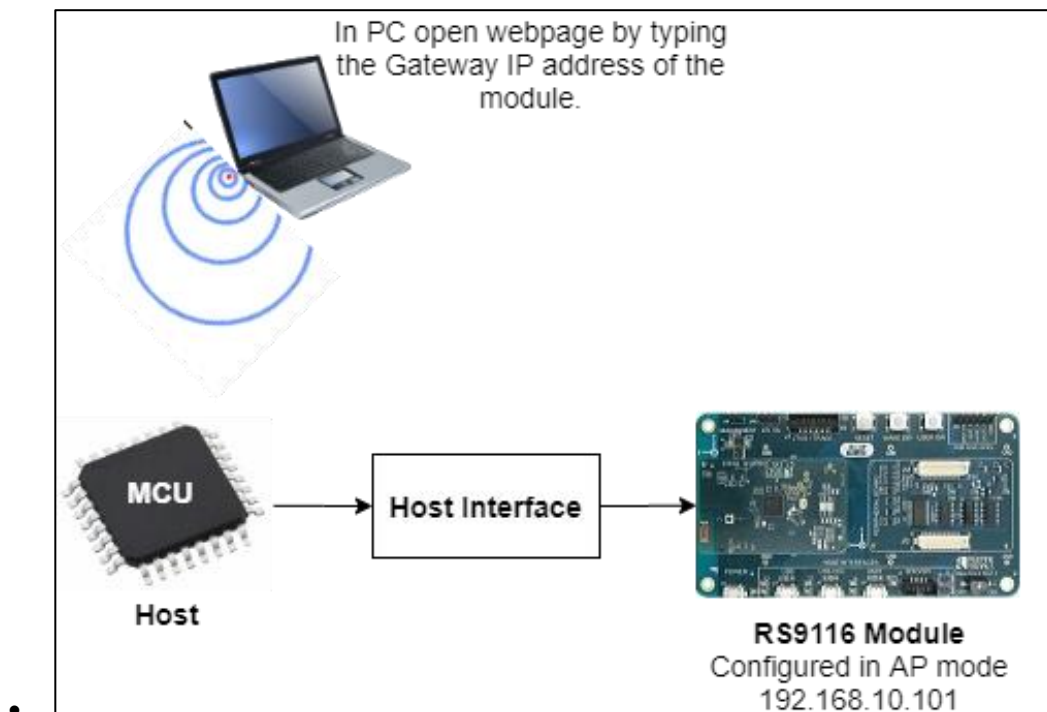 In PC open webpage by typing
the Gateway IP address of the
module.
MCU
Host Interface
Host
RS9116 Module
Configured in AP mode
192.168.10.101